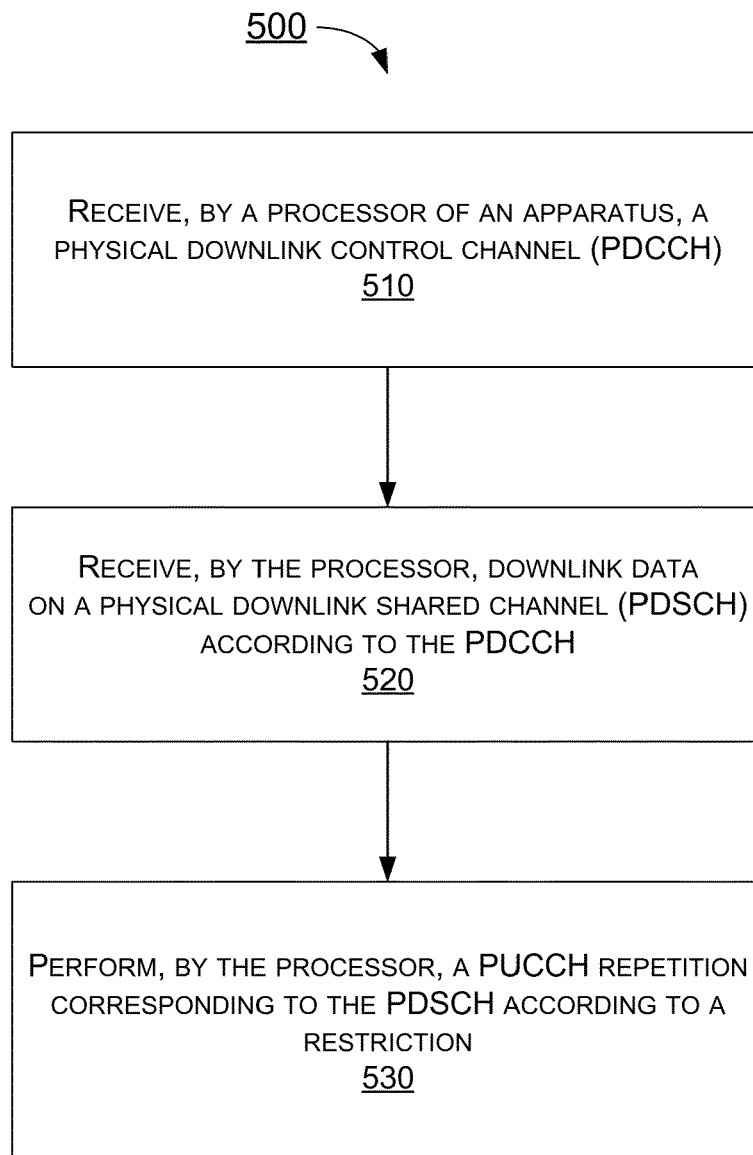 500
RECEIVE, BY A PROCESSOR OF AN APPARATUS, A
PHYSICAL DOWNLINK CONTROL CHANNEL (PDCCH)
510
RECEIVE, BY THE PROCESSOR, DOWNLINK DATA
ON A PHYSICAL DOWNLINK SHARED CHANNEL (PDSCH)
ACCORDING TO THE PDCCH
520
PERFORM, BY THE PROCESSOR, A PUCCH REPETITION
CORRESPONDING TO THE PDSCH ACCORDING TO A
RESTRICTION
530